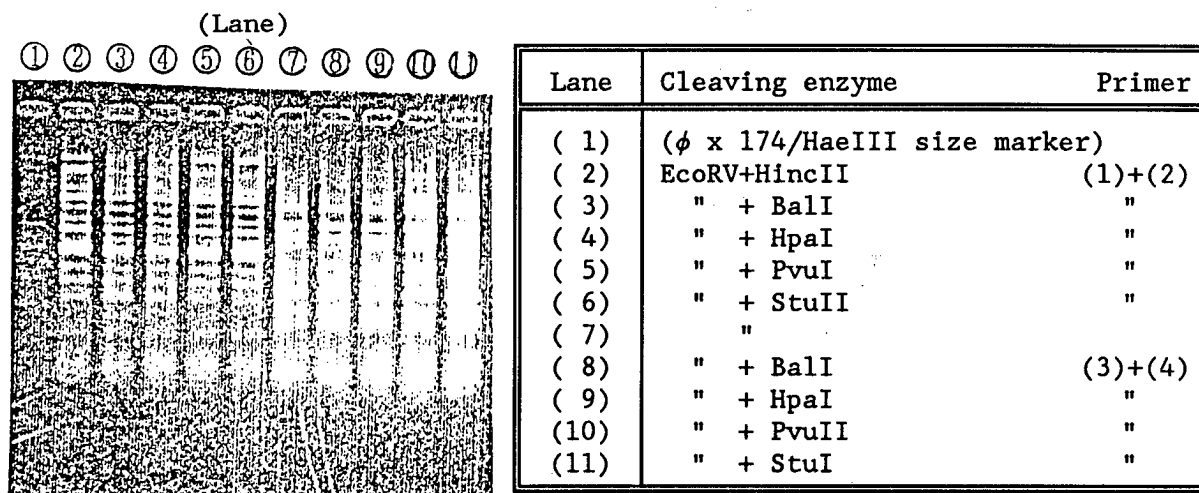 (Lane)
① ② ③ ④ ⑤ ⑥ ⑦ ⑧ ⑨ ⑩ ⑪
Lane Cleaving enzyme Primer
( 1) (φ x 174/HaeIII size marker)
( 2) EcoRV+HincII (1)+(2)
( 3) " + BalI "
( 4) " + HpaI "
( 5) " + PvuI "
( 6) " + StuII "
( 7) "
( 8) " + BalI (3)+(4)
( 9) " + HpaI "
(10) " + PvuII "
(11) " + StuI "